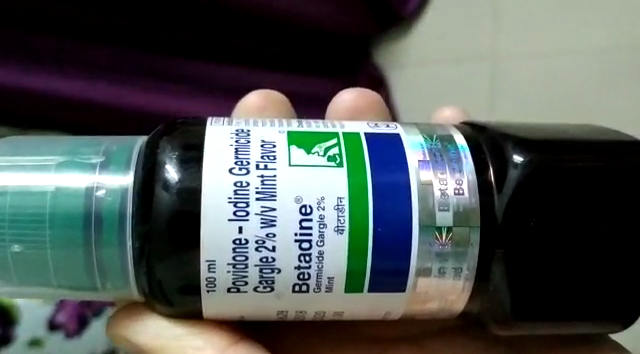 100 ml
Povidone – Iodine Germicide
Gargle 2% w/v Mint Flavor
Betadine®
Germicide Gargle 2%
Mint
बीटाडीन